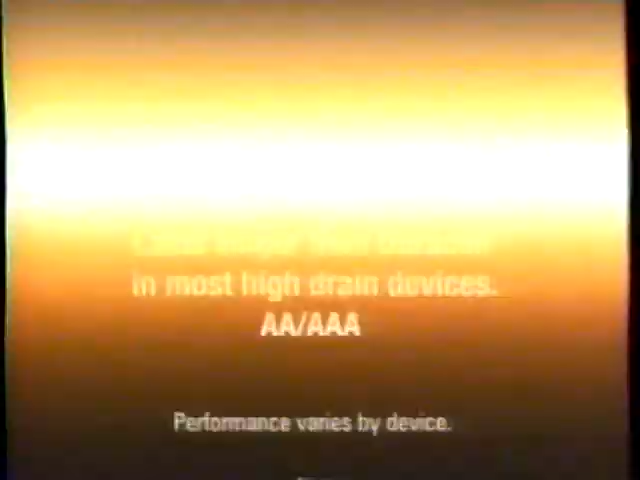 in most high drain devices.
AA/AAA
Performance varies by device.